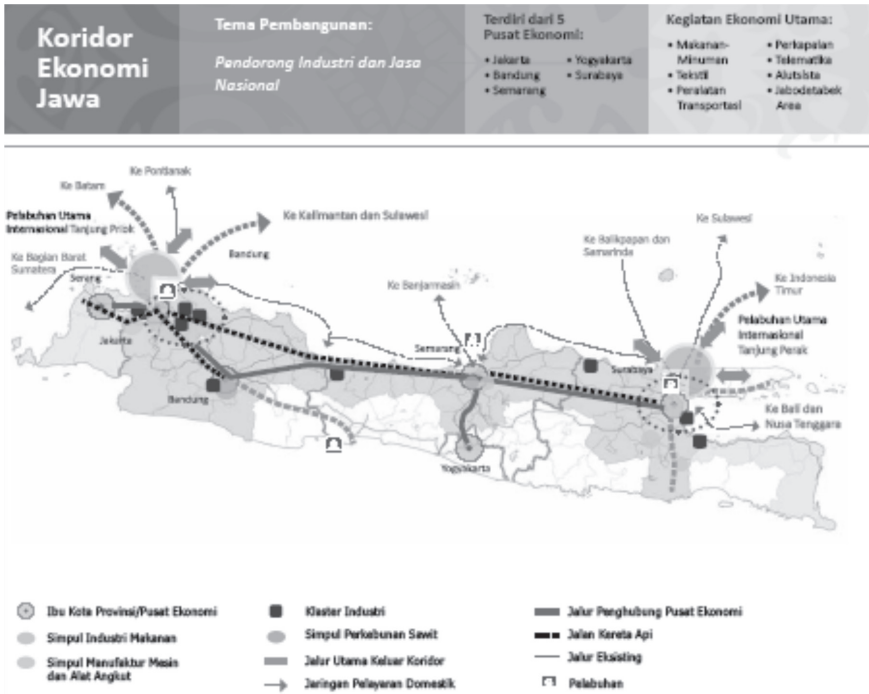 Koridor
Ekonomi
Jawa
Tema Pembangunan:
Pendorong Industri dan Jasa
Nasional
Terdiri dari 5
Pusat Ekonomi:
• Jakarta
• Bandung
• Semarang
• Yogyakarta
• Surabaya
Kegiatan Ekonomi Utama:
• Makanan-
Minuman
• Tekstil
• Peralatan
Transportasi
• Perkapalan
• Telematika
• Alutsista
• Jabodetabek
Area
Ke Pontianak
Ke Batam
Pelabuhan Utama
Internasional Tanjung Priok
Ke Kalimantan dan Sulawesi
Ke Bagian Barat
Sumatera
Bandung
Serang
Jakarta
Bandung
Ke Banjarmasin
Semarang
Yogyakarta
Ke Sulawesi
Ke Balikpapan dan
Samarinda
Ke Indonesia
Timur
Pelabuhan Utama
Internasional
Tanjung Perak
Surabaya
Ke Bali dan
Nusa Tenggara
Ibu Kota Provinsi/Pusat Ekonomi
Simpul Industri Makanan
Simpul Manufaktur Mesin
dan Alat Angkut
Klaster Industri
Simpul Perkebunan Sawit
Jalur Utama Keluar Koridor
Jaringan Pelayaran Domestik
Jalur Penghubung Pusat Ekonomi
Jalan Kereta Api
Jalur Eksisting
Pelabuhan